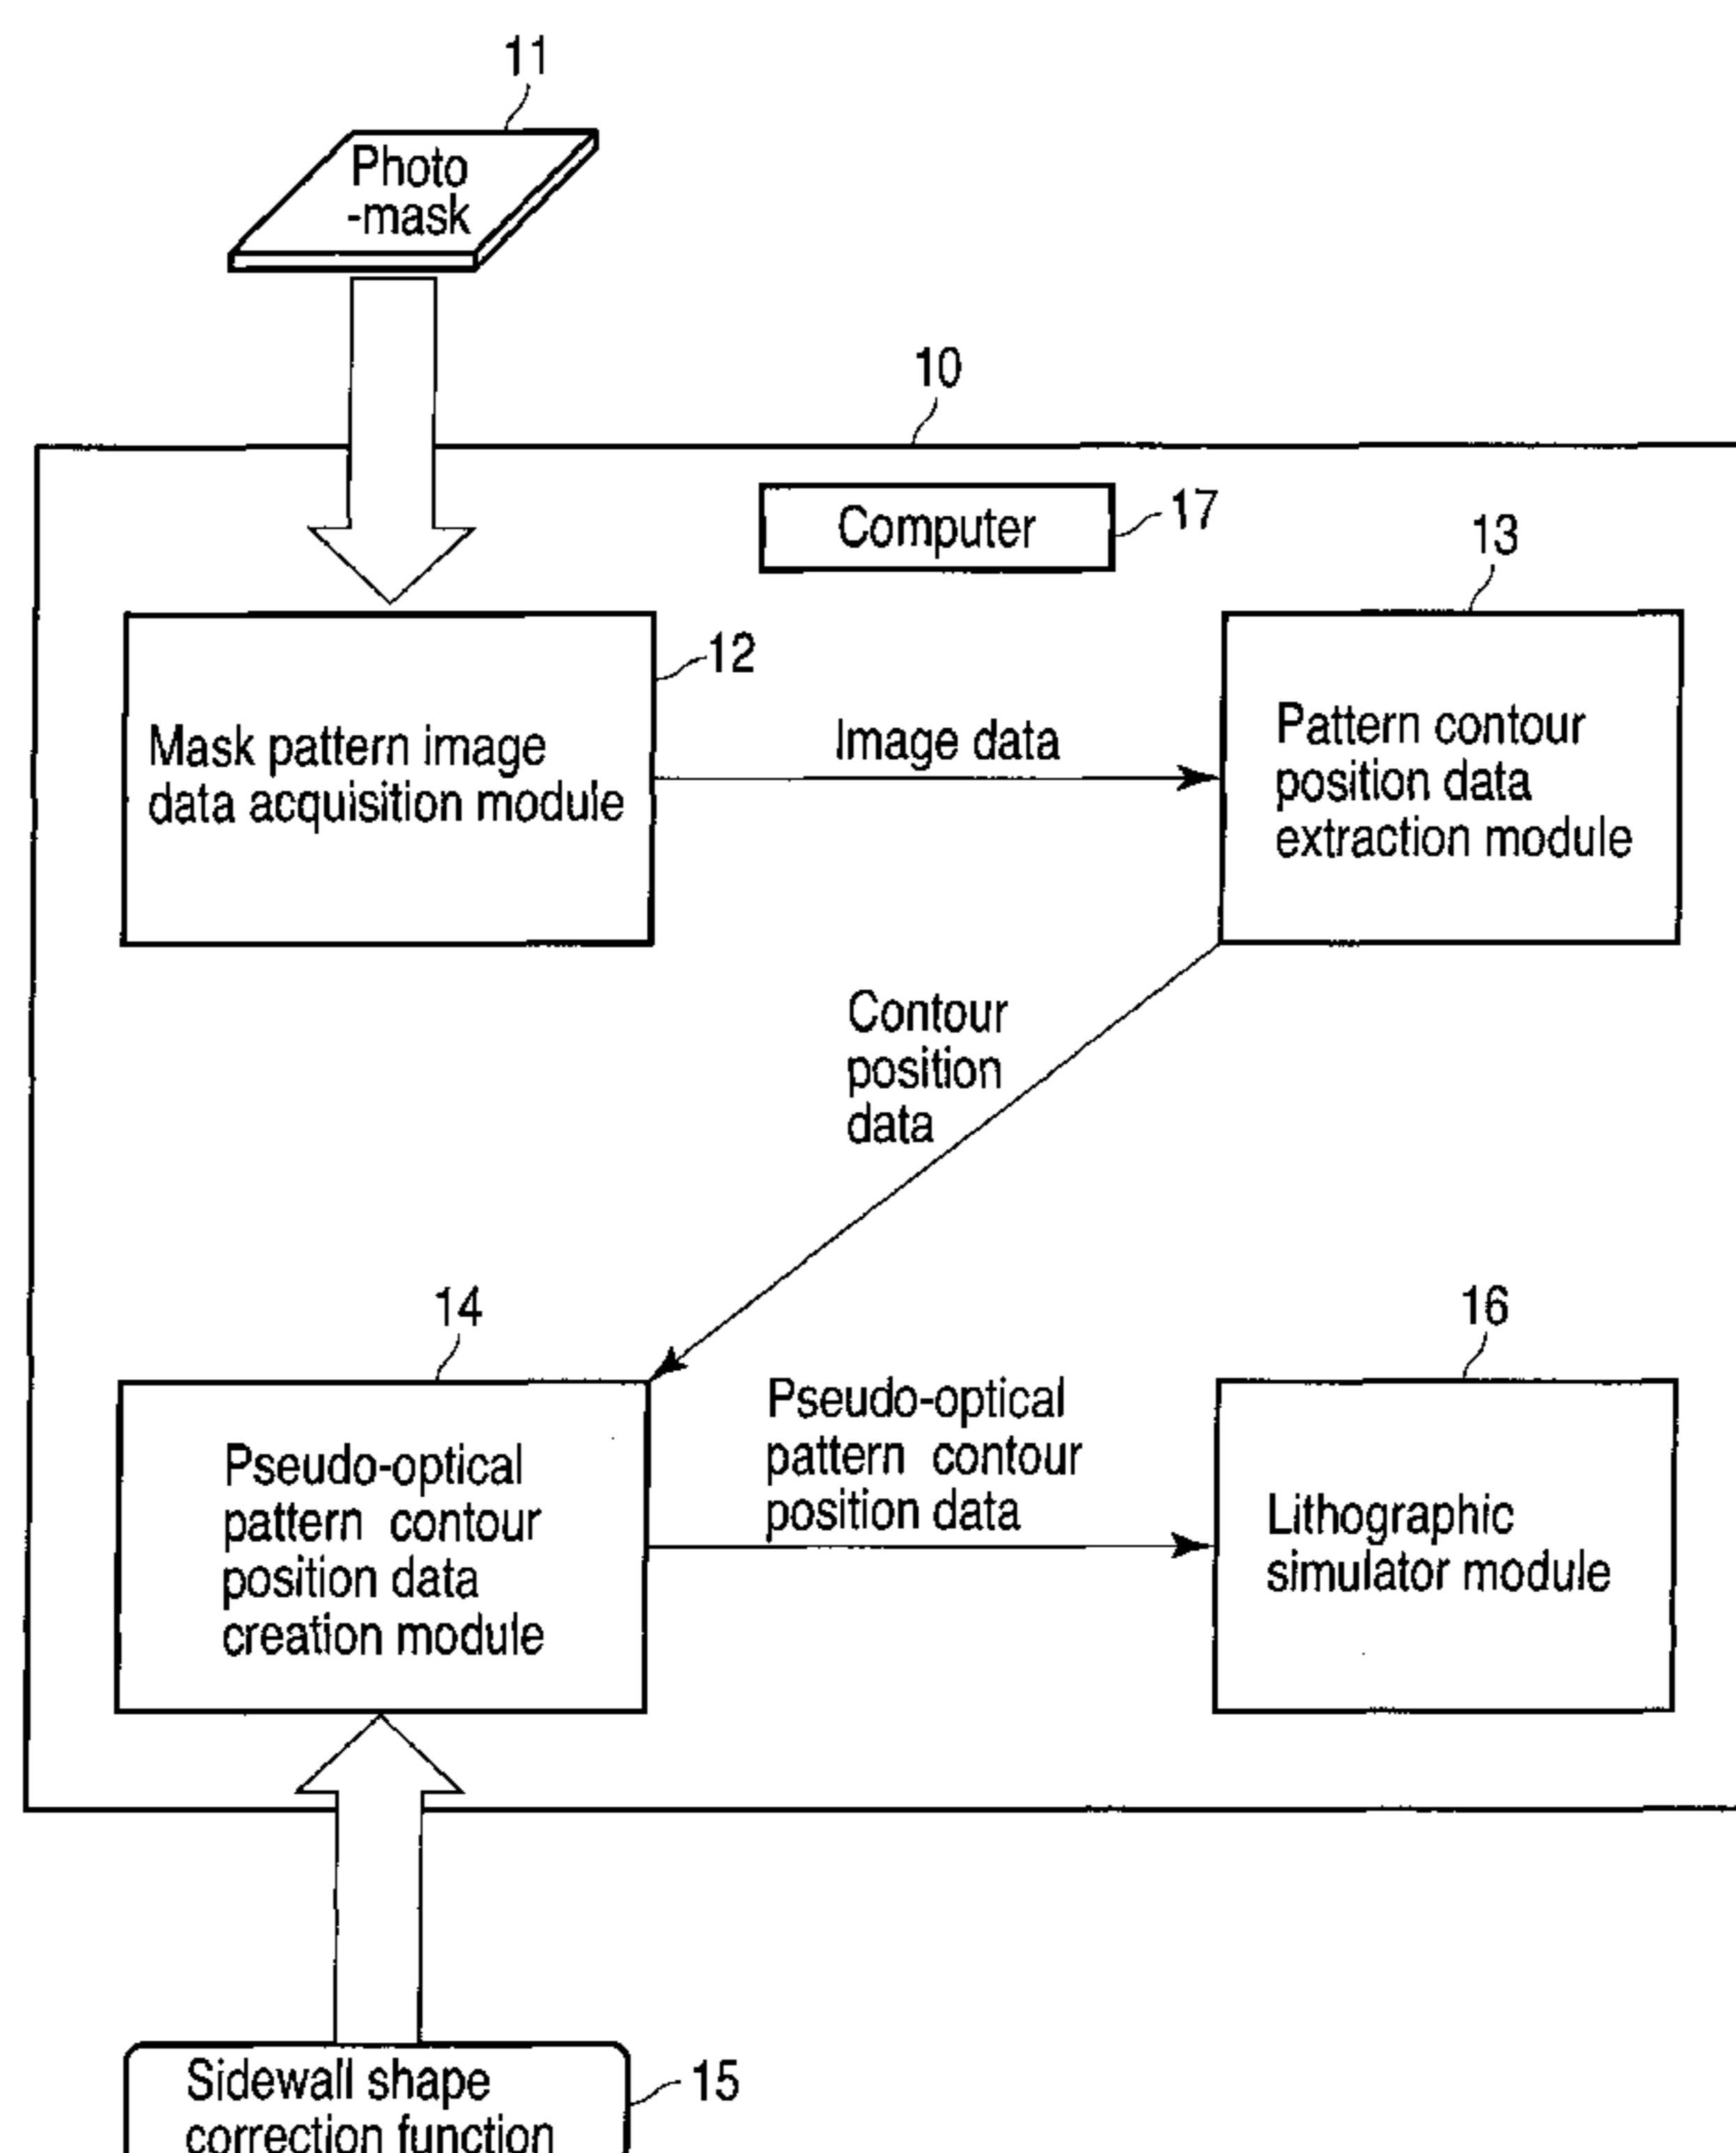 11
Photo
-mask
10
Computer
17
13
12
Mask pattern image
data acquisition module
Image data
Pattern contour
position data
extraction module
Contour
position
data
14
16
Pseudo-optical
pattern contour
position data
creation module
Pseudo-optical
pattern contour
position data
Lithographic
simulator module
Sidewall shape
correction function
15